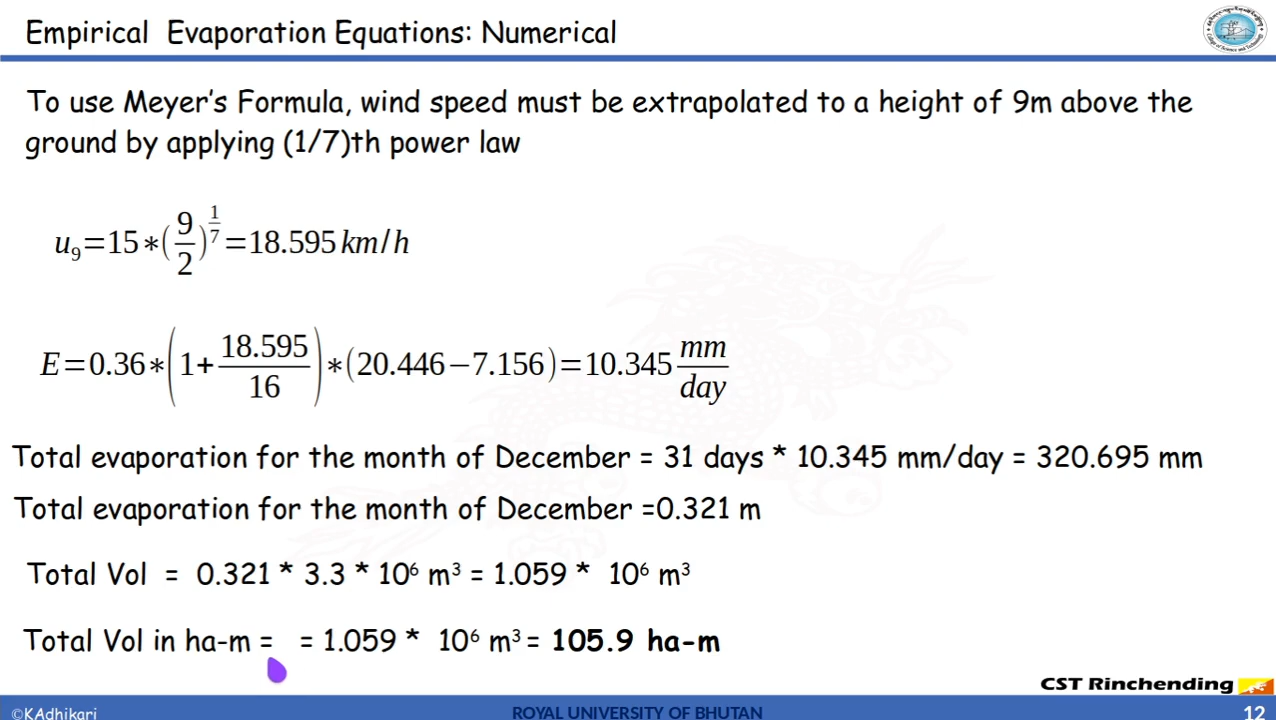 Empirical Evaporation Equations: Numerical
To use Meyer's Formula, wind speed must be extrapolated to a height of 9m above the
ground by applying (1/7)th power law
u₉=15∗(9/2)^(1/7)=18.595 km/h
E=0.36∗(1+18.595/16)∗(20.446−7.156)=10.345 mm/day
Total evaporation for the month of December = 31 days * 10.345 mm/day = 320.695 mm
Total evaporation for the month of December =0.321 m
Total Vol = 0.321 * 3.3 * 10⁶ m³ = 1.059 * 10⁶ m³
Total Vol in ha-m = = 1.059 * 10⁶ m³ = 105.9 ha-m
CST Rinchending
©KAdhikari
ROYAL UNIVERSITY OF BHUTAN
12